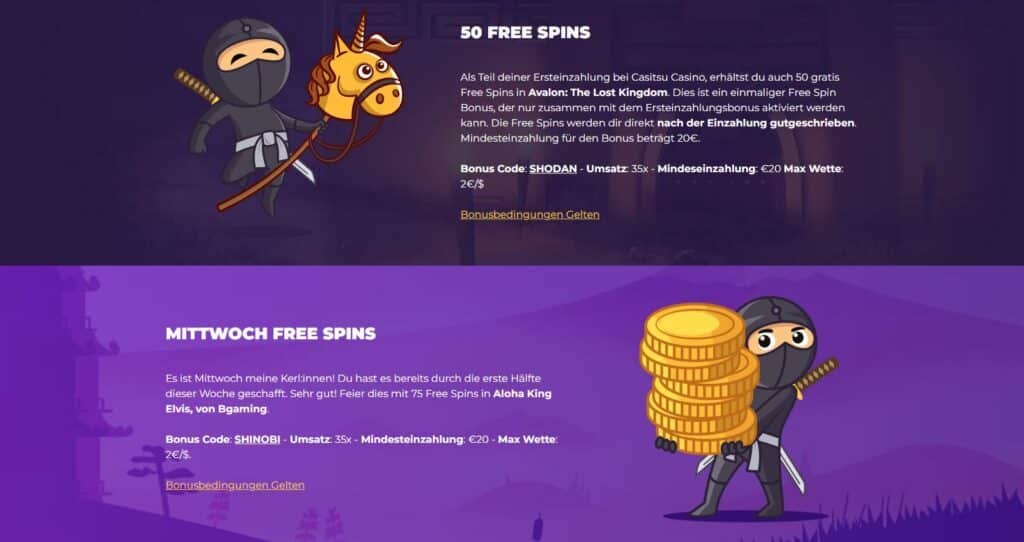 50 FREE SPINS
Als Teil deiner Ersteinzahlung bei Casitsu Casino, erhältst du auch 50 gratis
Free Spins in Avalon: The Lost Kingdom. Dies ist ein einmaliger Free Spin
Bonus, der nur zusammen mit dem Ersteinzahlungsbonus aktiviert werden
kann. Die Free Spins werden dir direkt nach der Einzahlung gutgeschrieben.
Mindesteinzahlung für den Bonus beträgt 20€.
Bonus Code: SHODAN - Umsatz: 35x - Mindeseinzahlung: €20 Max Wette:
2€/$
Bonusbedingungen Gelten
MITTWOCH FREE SPINS
Es ist Mittwoch meine Kerl:innen! Du hast es bereits durch die erste Hälfte
dieser Woche geschafft. Sehr gut! Feier dies mit 75 Free Spins in Aloha King
Elvis, von Bgaming.
Bonus Code: SHINOBI - Umsatz: 35x - Mindesteinzahlung: €20 - Max Wette:
2€/$.
Bonusbedingungen Gelten